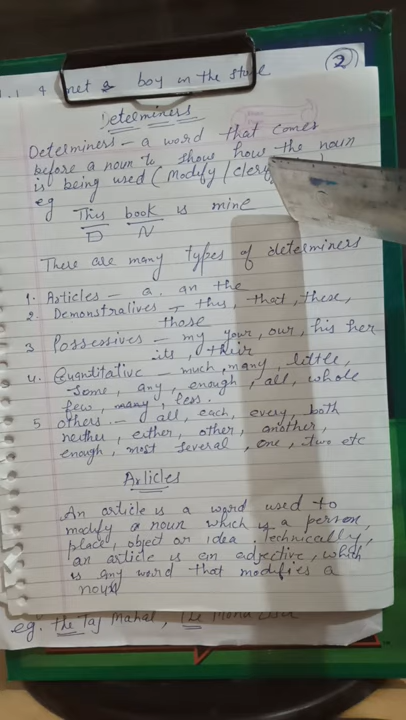 met a boy in the store
2
Determiners
Determiners - a word that comes
before a noun to show how the noun
is being used (modify /
eg This book is mine
D N
There are many types of determiners
1. Articles - a, an the
2 Demonstratives - this, that, these,
those
3 Possessives - my your, our, his her
its, their
4. Quantitative - much, many, little,
some, any, enough, all, whole
few, many, less.
5 others - all, each, every, both
neither, either, other, another,
enough, most several, one, two etc
Articles
An article is a word used to
modify a noun which is a person,
place, object or idea. Technically,
an article is an adjective, which
is any word that modifies a
noun
eg: the Taj Mahal, The Mona